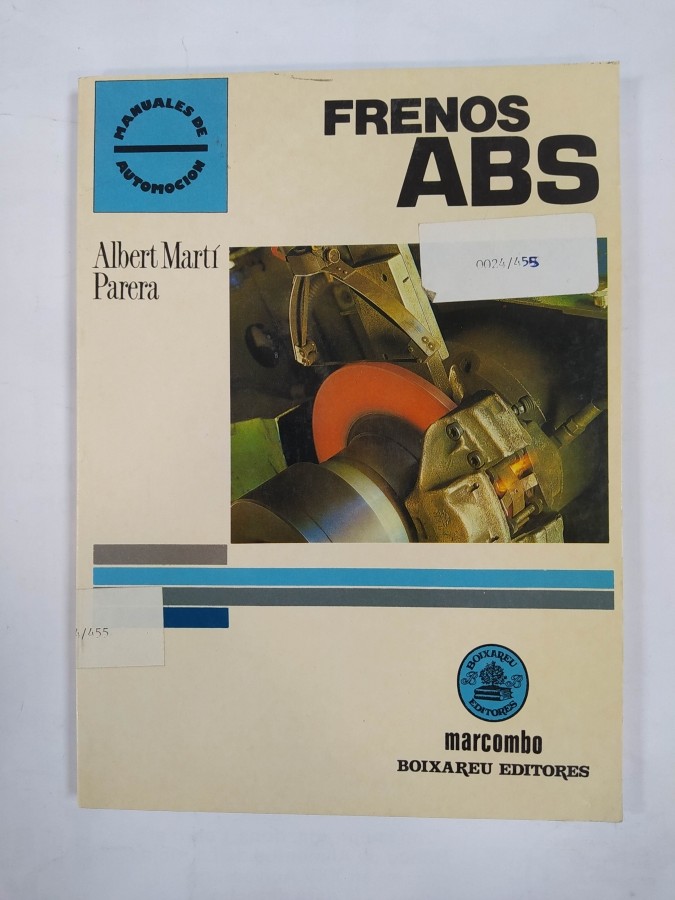 MANUALES DE
AUTOMOCION
FRENOS
ABS
Albert Martí
Parera
0024/455
/455
BOIXAREU
EDITORES
marcombo
BOIXAREU EDITORES